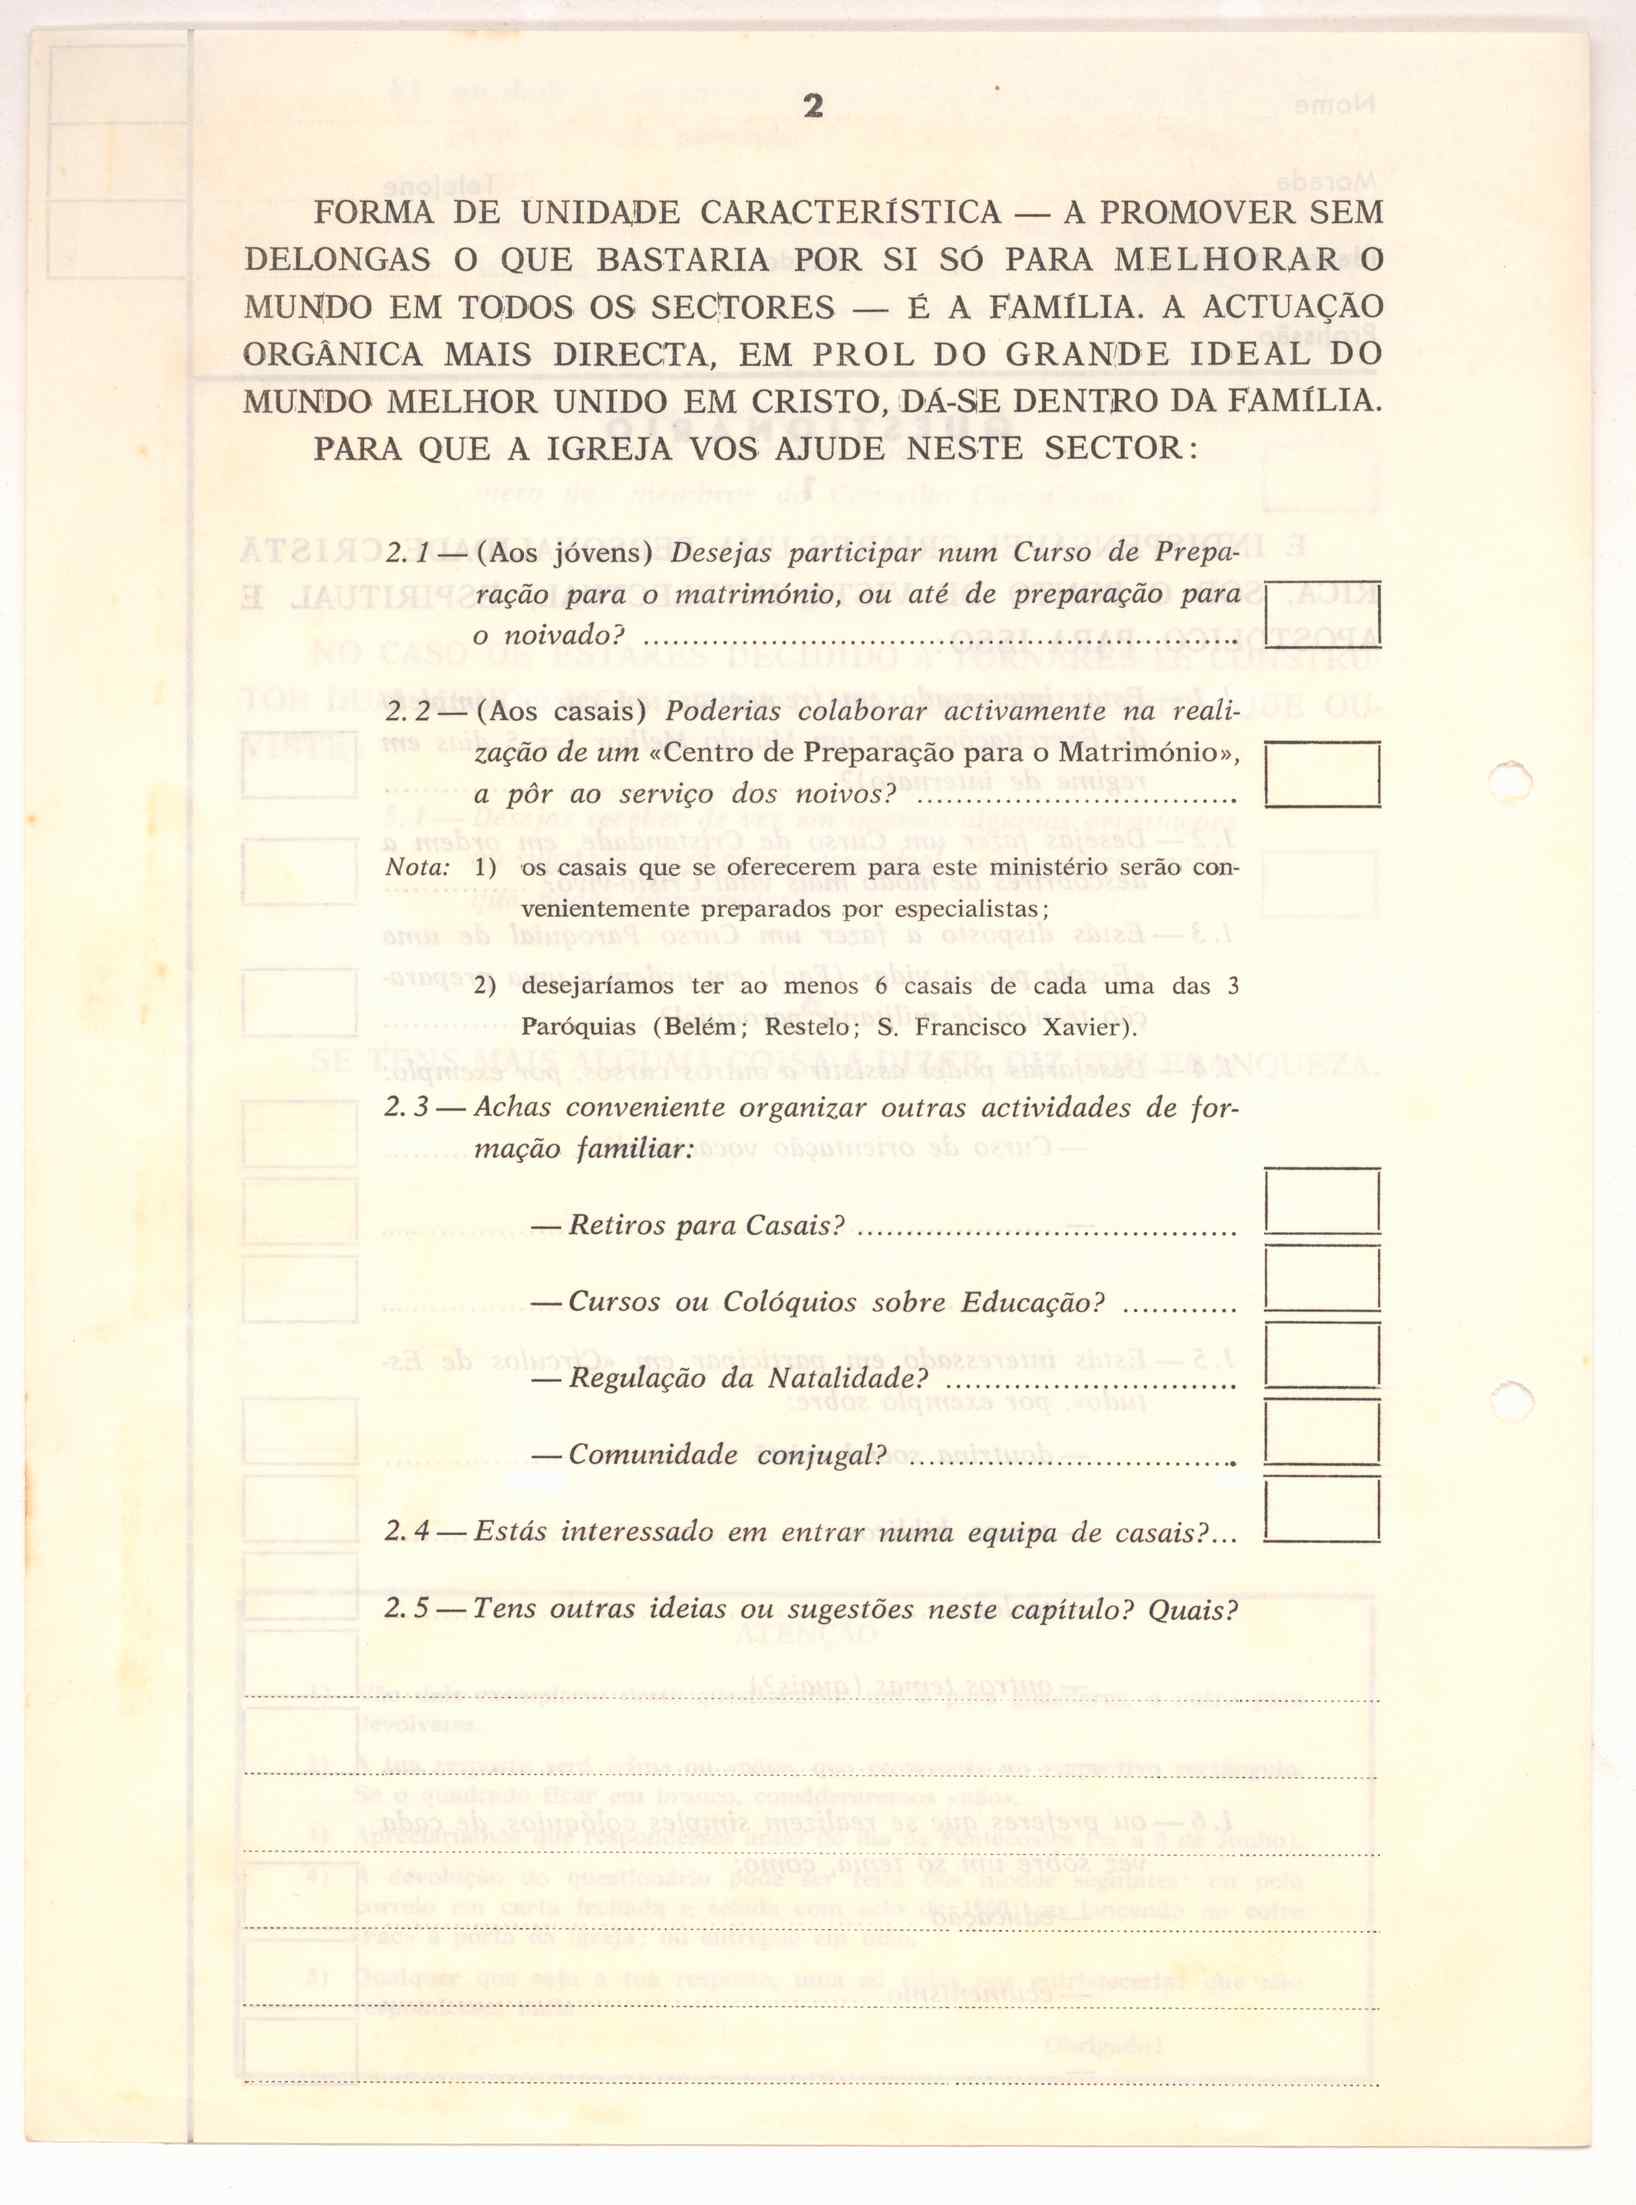 2
FORMA DE UNIDADE CARACTERÍSTICA — A PROMOVER SEM
DELONGAS O QUE BASTARIA POR SI SÓ PARA MELHORAR O
MUNDO EM TODOS OS SECTORES — É A FAMÍLIA. A ACTUAÇÃO
ORGÂNICA MAIS DIRECTA, EM PROL DO GRANDE IDEAL DO
MUNDO MELHOR UNIDO EM CRISTO, DÁ-SE DENTRO DA FAMÍLIA.
PARA QUE A IGREJA VOS AJUDE NESTE SECTOR:
2.1 — (Aos jóvens) Desejas participar num Curso de Prepa-
ração para o matrimónio, ou até de preparação para
o noivado? ............................................................
2.2 — (Aos casais) Poderias colaborar activamente na reali-
zação de um «Centro de Preparação para o Matrimónio»,
a pôr ao serviço dos noivos? .................................
Nota: 1) os casais que se oferecerem para este ministério serão con-
venientemente preparados por especialistas;
2) desejaríamos ter ao menos 6 casais de cada uma das 3
Paróquias (Belém; Restelo; S. Francisco Xavier).
2.3 — Achas conveniente organizar outras actividades de for-
mação familiar:
— Retiros para Casais? .......................................
— Cursos ou Colóquios sobre Educação? ............
— Regulação da Natalidade? ..............................
— Comunidade conjugal? ..................................
2.4 — Estás interessado em entrar numa equipa de casais?...
2.5 — Tens outras ideias ou sugestões neste capítulo? Quais?